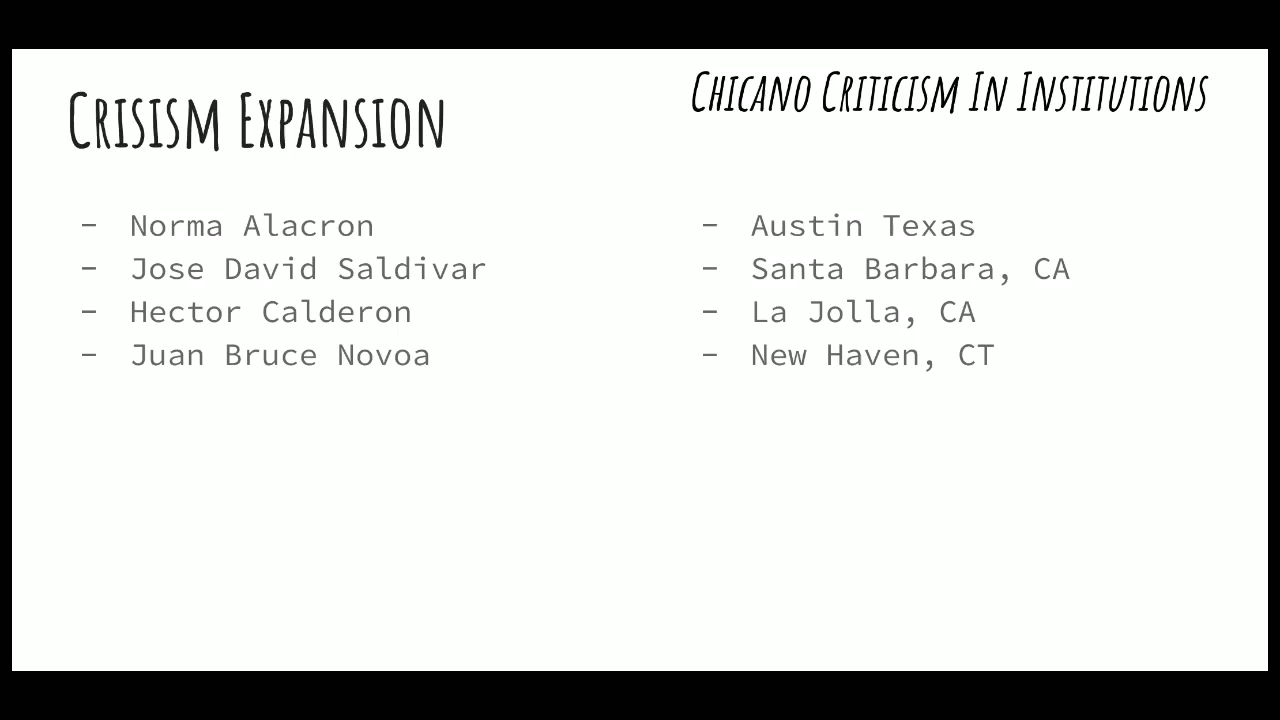 Crisism Expansion
- Norma Alacron
- Jose David Saldivar
- Hector Calderon
- Juan Bruce Novoa
Chicano Criticism In Institutions
- Austin Texas
- Santa Barbara, CA
- La Jolla, CA
- New Haven, CT